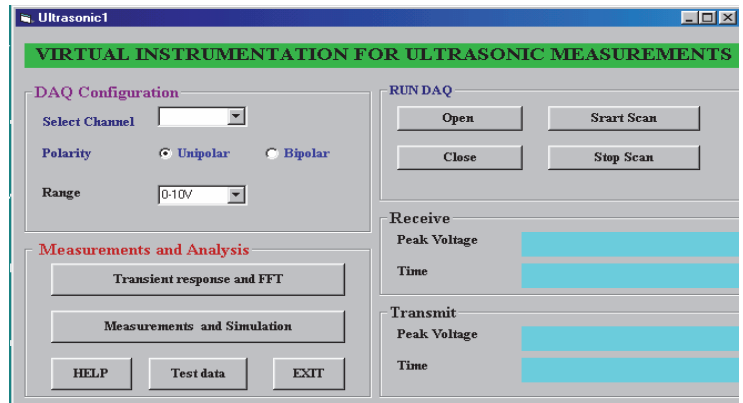 Ultrasonic1
VIRTUAL INSTRUMENTATION FOR ULTRASONIC MEASUREMENTS
DAQ Configuration
Select Channel
Polarity Unipolar Bipolar
Range 0-10V
Measurements and Analysis
Transient response and FFT
Measurements and Simulation
HELP Test data EXIT
RUN DAQ
Open Srart Scan
Close Stop Scan
Receive
Peak Voltage
Time
Transmit
Peak Voltage
Time